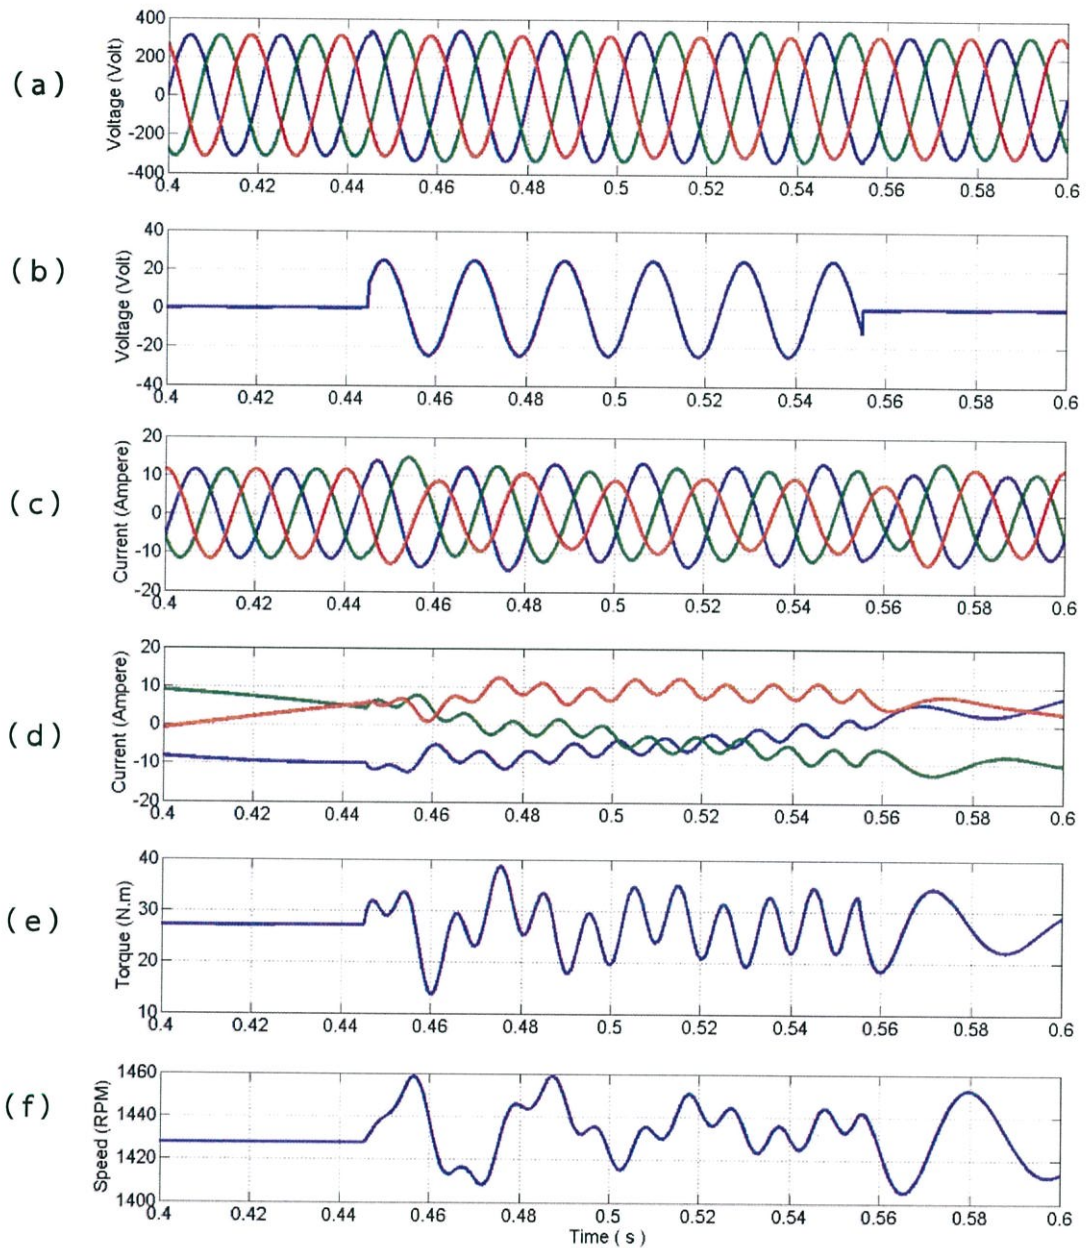 (a)
Voltage (Volt)
400
200
0
-200
-400
0.4 0.42 0.44 0.46 0.48 0.5 0.52 0.54 0.56 0.58 0.6
(b)
Voltage (Volt)
40
20
0
-20
-40
0.4 0.42 0.44 0.46 0.48 0.5 0.52 0.54 0.56 0.58 0.6
(c)
Current (Ampere)
20
10
0
-10
-20
0.4 0.42 0.44 0.46 0.48 0.5 0.52 0.54 0.56 0.58 0.6
(d)
Current (Ampere)
20
10
0
-10
-20
0.4 0.42 0.44 0.46 0.48 0.5 0.52 0.54 0.56 0.58 0.6
(e)
Torque (N.m)
40
30
20
10
0.4 0.42 0.44 0.46 0.48 0.5 0.52 0.54 0.56 0.58 0.6
(f)
Speed (RPM)
1460
1440
1420
1400
0.4 0.42 0.44 0.46 0.48 0.5 0.52 0.54 0.56 0.58 0.6
Time ( s )